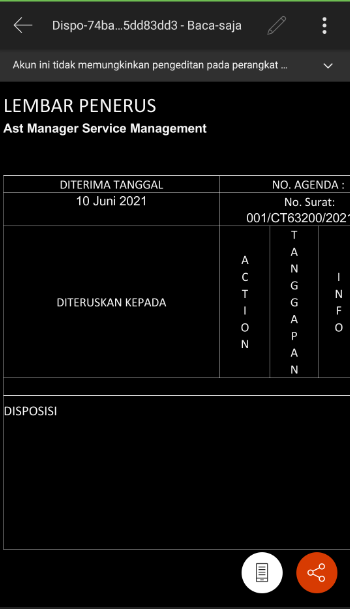 Dispo-74ba...5dd83dd3 - Baca-saja
Akun ini tidak memungkinkan pengeditan pada perangkat ...
LEMBAR PENERUS
Ast Manager Service Management
DITERIMA TANGGAL
NO. AGENDA :
10 Juni 2021
No. Surat:
001/CT63200/2021
DITERUSKAN KEPADA
ACTION
TANGGAPAN
INFO
DISPOSISI